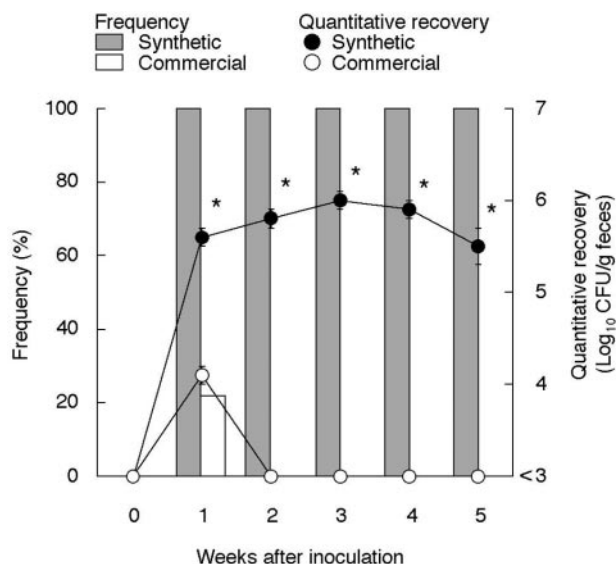 Frequency Quantitative recovery
Synthetic Synthetic
Commercial Commercial
100 7
80 6
60 5
40 4
20
0 <3
0 1 2 3 4 5
* * * * *
Frequency (%)
Quantitative recovery
(Log10 CFU/g feces)
Weeks after inoculation